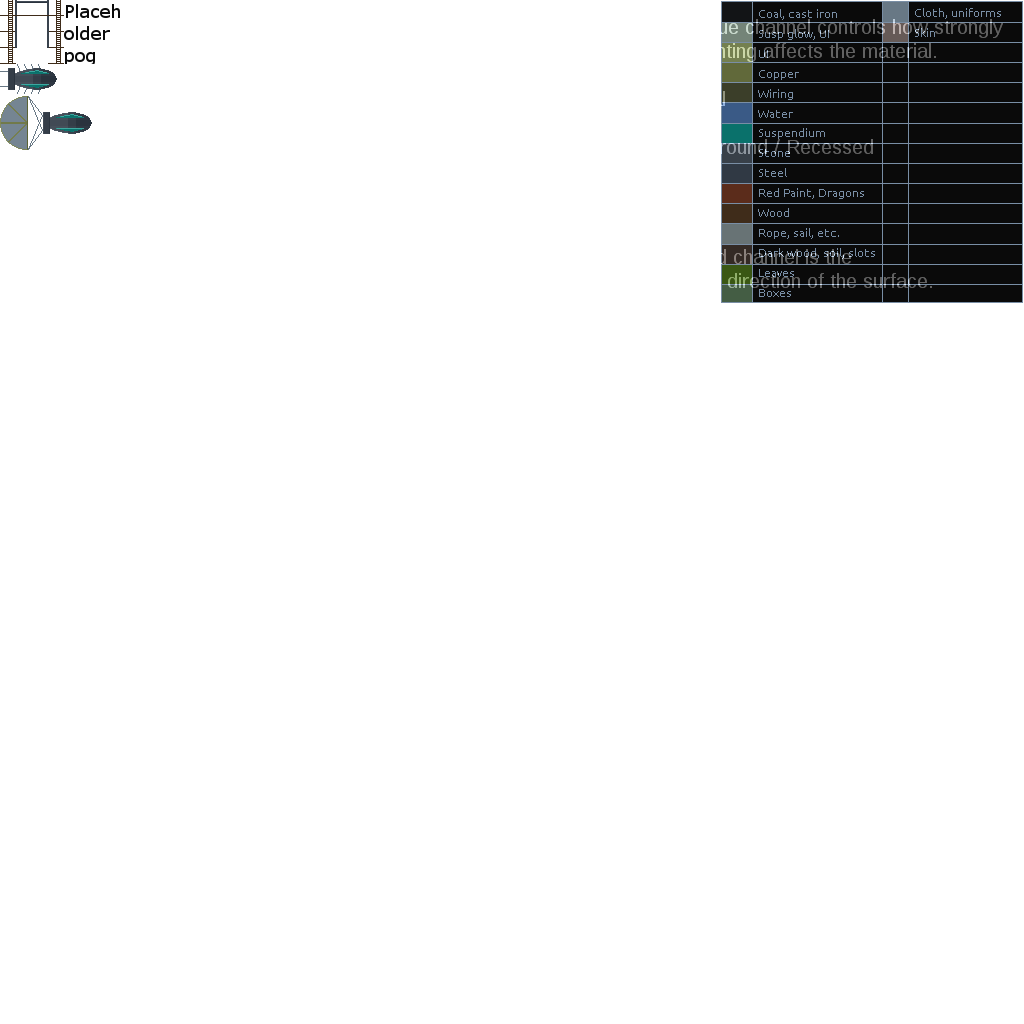 Placeh
older
pog
Coal, cast iron
Cloth, uniforms
ue channel controls how strongly
Susp glow, UI
Skin
nting affects the material.
UI
Copper
Wiring
Water
Suspendium
round / Recessed
Stone
Steel
Red Paint, Dragons
Wood
Rope, sail, etc.
d channel is the
Dark wood, soil, slots
Leaves
direction of the surface.
Boxes